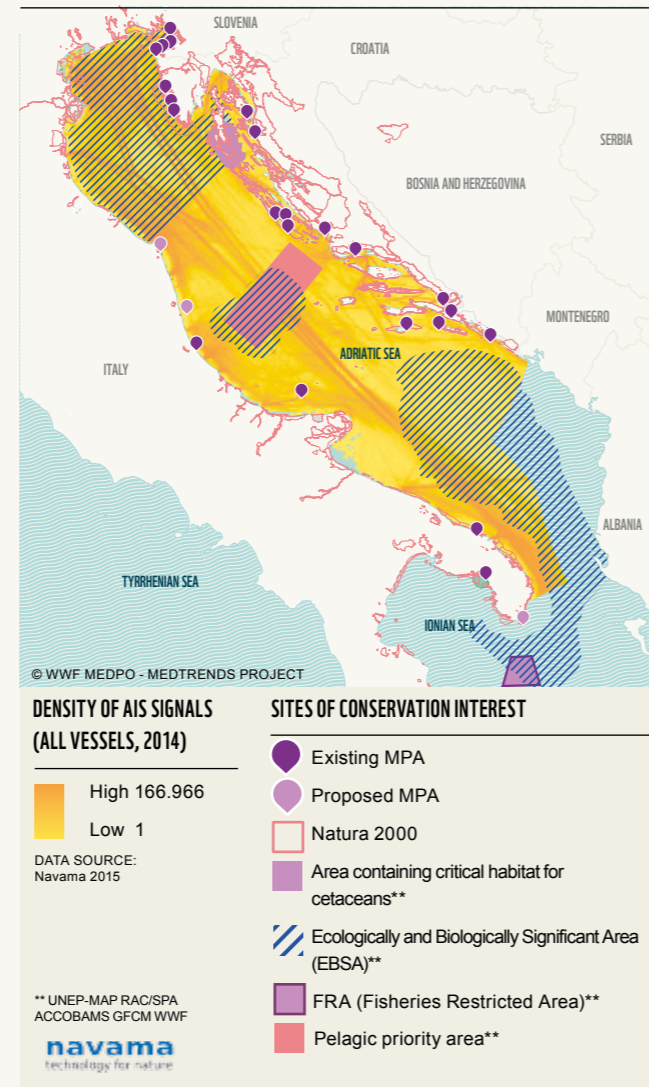 SLOVENIA
CROATIA
SERBIA
BOSNIA AND HERZEGOVINA
MONTENEGRO
ADRIATIC SEA
ITALY
ALBANIA
TYRRHENIAN SEA
IONIAN SEA
© WWF MEDPO - MEDTRENDS PROJECT
DENSITY OF AIS SIGNALS
(ALL VESSELS, 2014)
High 166.966
Low 1
DATA SOURCE:
Navama 2015
** UNEP-MAP RAC/SPA
ACCOBAMS GFCM WWF
navama
technology for nature
SITES OF CONSERVATION INTEREST
Existing MPA
Proposed MPA
Natura 2000
Area containing critical habitat for
cetaceans**
Ecologically and Biologically Significant Area
(EBSA)**
FRA (Fisheries Restricted Area)**
Pelagic priority area**